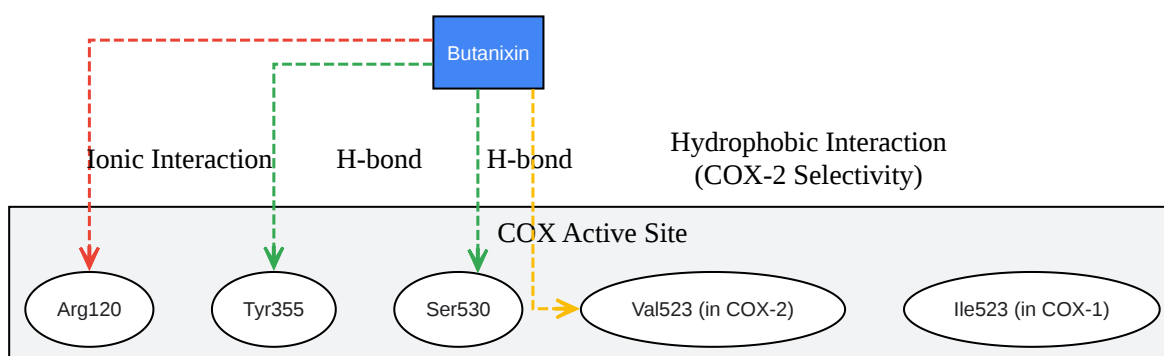 Butanixin
Ionic Interaction
H-bond
H-bond
Hydrophobic Interaction
(COX-2 Selectivity)
COX Active Site
Arg120
Tyr355
Ser530
Val523 (in COX-2)
Ile523 (in COX-1)